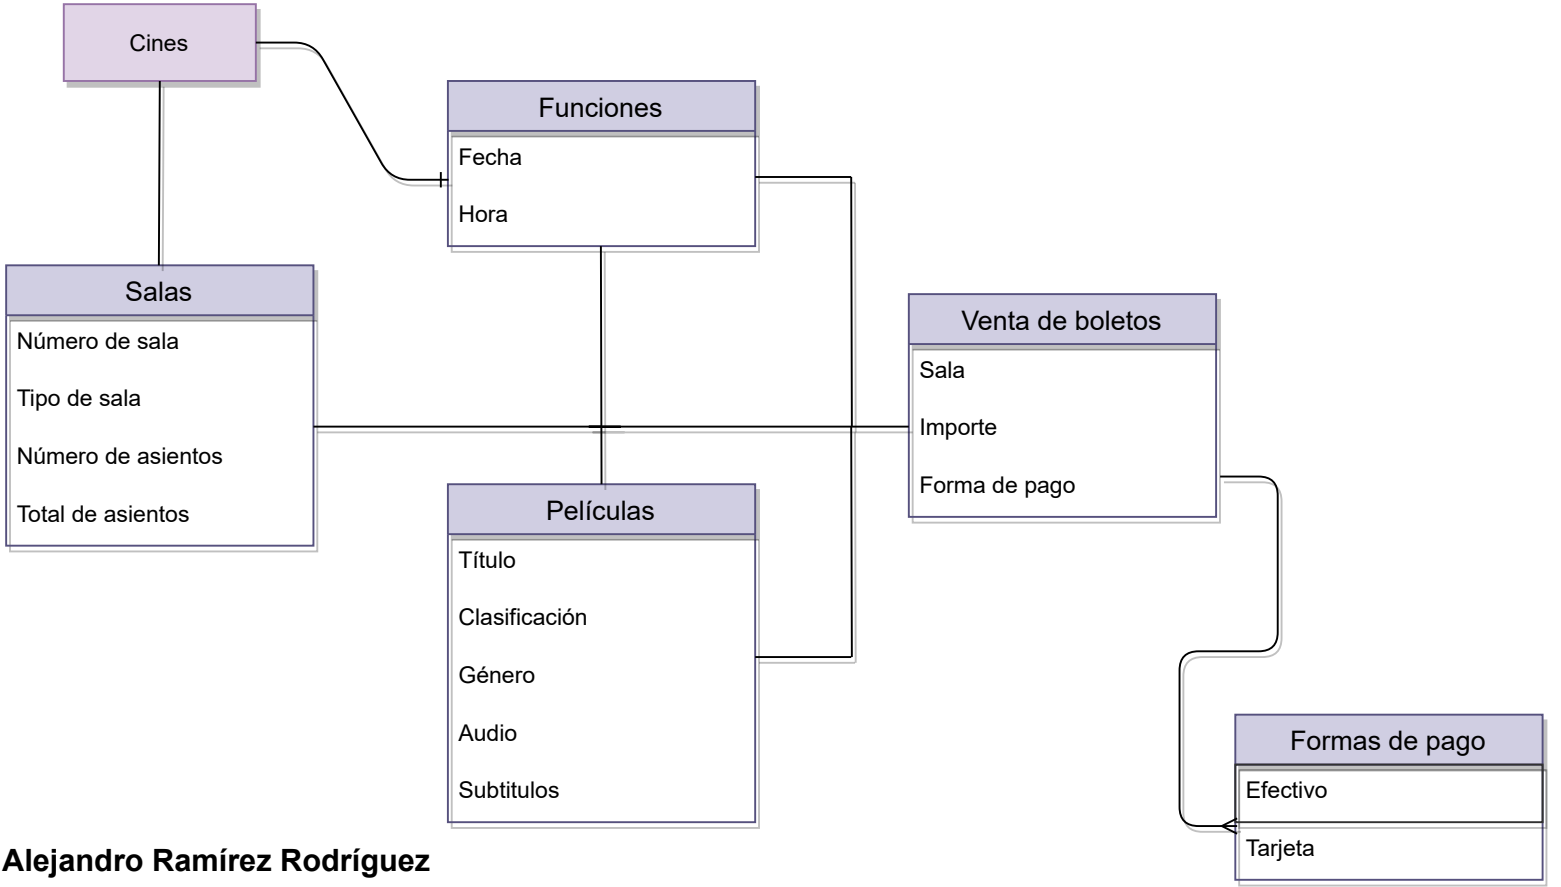 Cines
Funciones
Fecha
Hora
Salas
Número de sala
Tipo de sala
Número de asientos
Total de asientos
Venta de boletos
Sala
Importe
Forma de pago
Películas
Título
Clasificación
Género
Audio
Subtitulos
Formas de pago
Efectivo
Tarjeta
Alejandro Ramírez Rodríguez